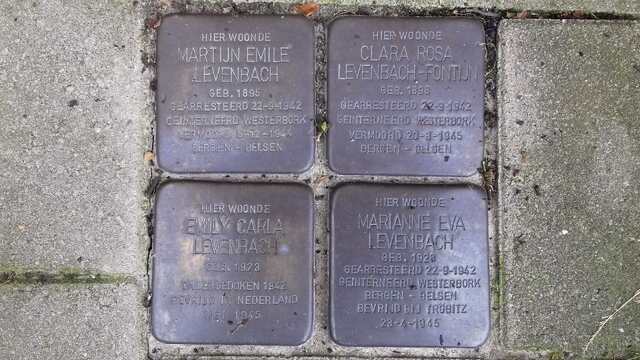 HIER WOONDE
MARTIJN EMILE
LEVENBACH
GEB. 1895
GEARRESTEERD 22-9-1942
GEINTERNEERD WESTERBORK
VERMOORD
BERGEN - BELSEN
HIER WOONDE
CLARA ROSA
LEVENBACH-FONTIJN
GEB.
GEARRESTEERD 22-9-1942
GEINTERNEERD WESTERBORK
VERMOORD
BERGEN - BELSEN
HIER WOONDE
EMILY CARLA
LEVENBACH
GEB. 1923
ONDERGEDOKEN 1942
BEVRIJD IN NEDERLAND
MEI 1945
HIER WOONDE
MARIANNE EVA
LEVENBACH
GEB.
GEARRESTEERD 22-9-1942
GEINTERNEERD WESTERBORK
BERGEN - BELSEN
BEVRIJD BIJ TRÖBITZ
23-4-1945